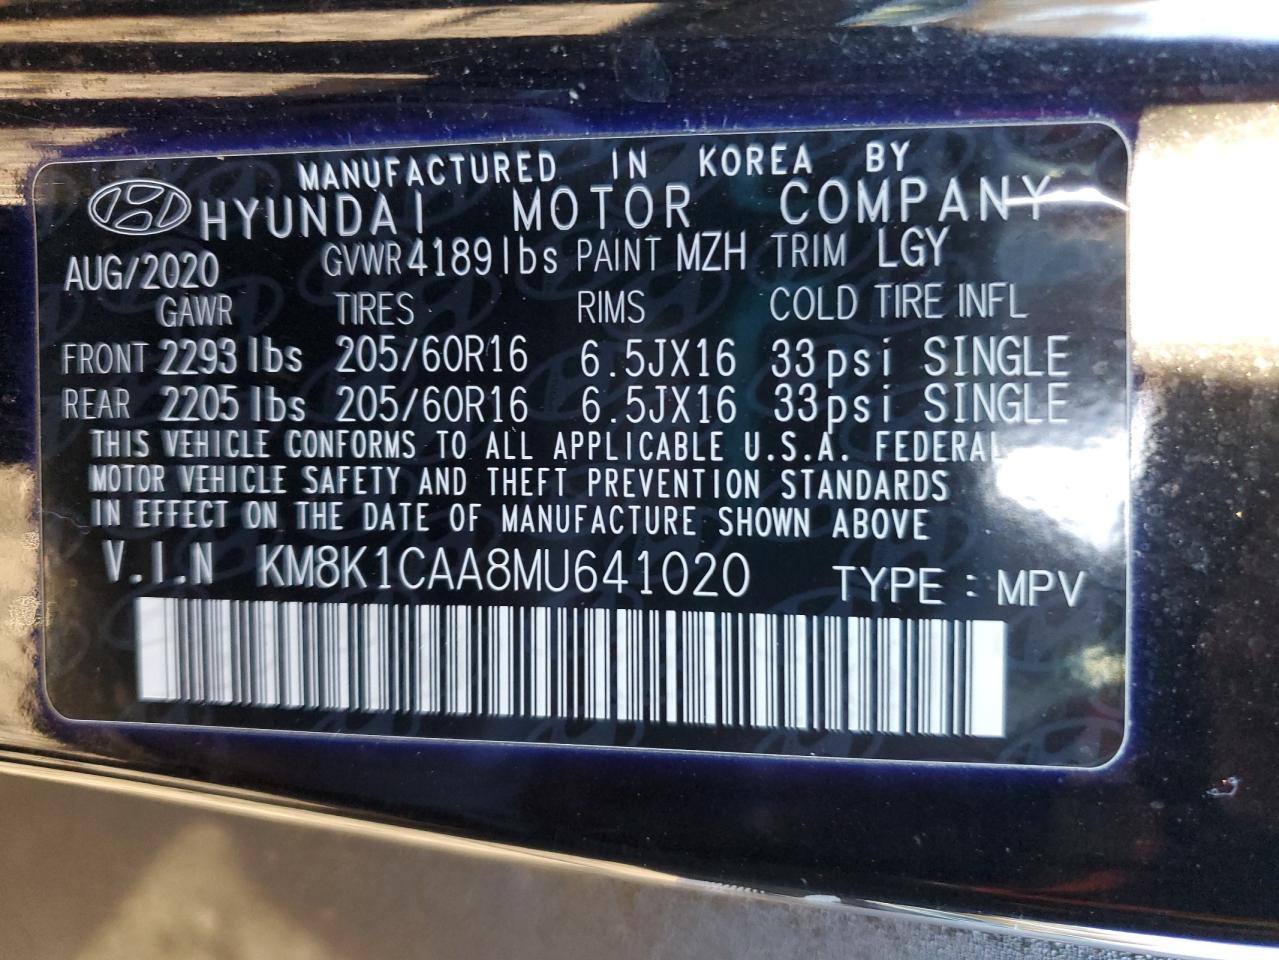 MANUFACTURED IN KOREA BY
HYUNDAI MOTOR COMPANY
AUG/2020 GVWR 4189 lbs PAINT MZH TRIM LGY
GAWR TIRES RIMS COLD TIRE INFL
FRONT 2293 lbs 205/60R16 6.5JX16 33psi SINGLE
REAR 2205 lbs 205/60R16 6.5JX16 33psi SINGLE
THIS VEHICLE CONFORMS TO ALL APPLICABLE U.S.A. FEDERAL
MOTOR VEHICLE SAFETY AND THEFT PREVENTION STANDARDS
IN EFFECT ON THE DATE OF MANUFACTURE SHOWN ABOVE
V.I.N KM8K1CAA8MU641020 TYPE : MPV